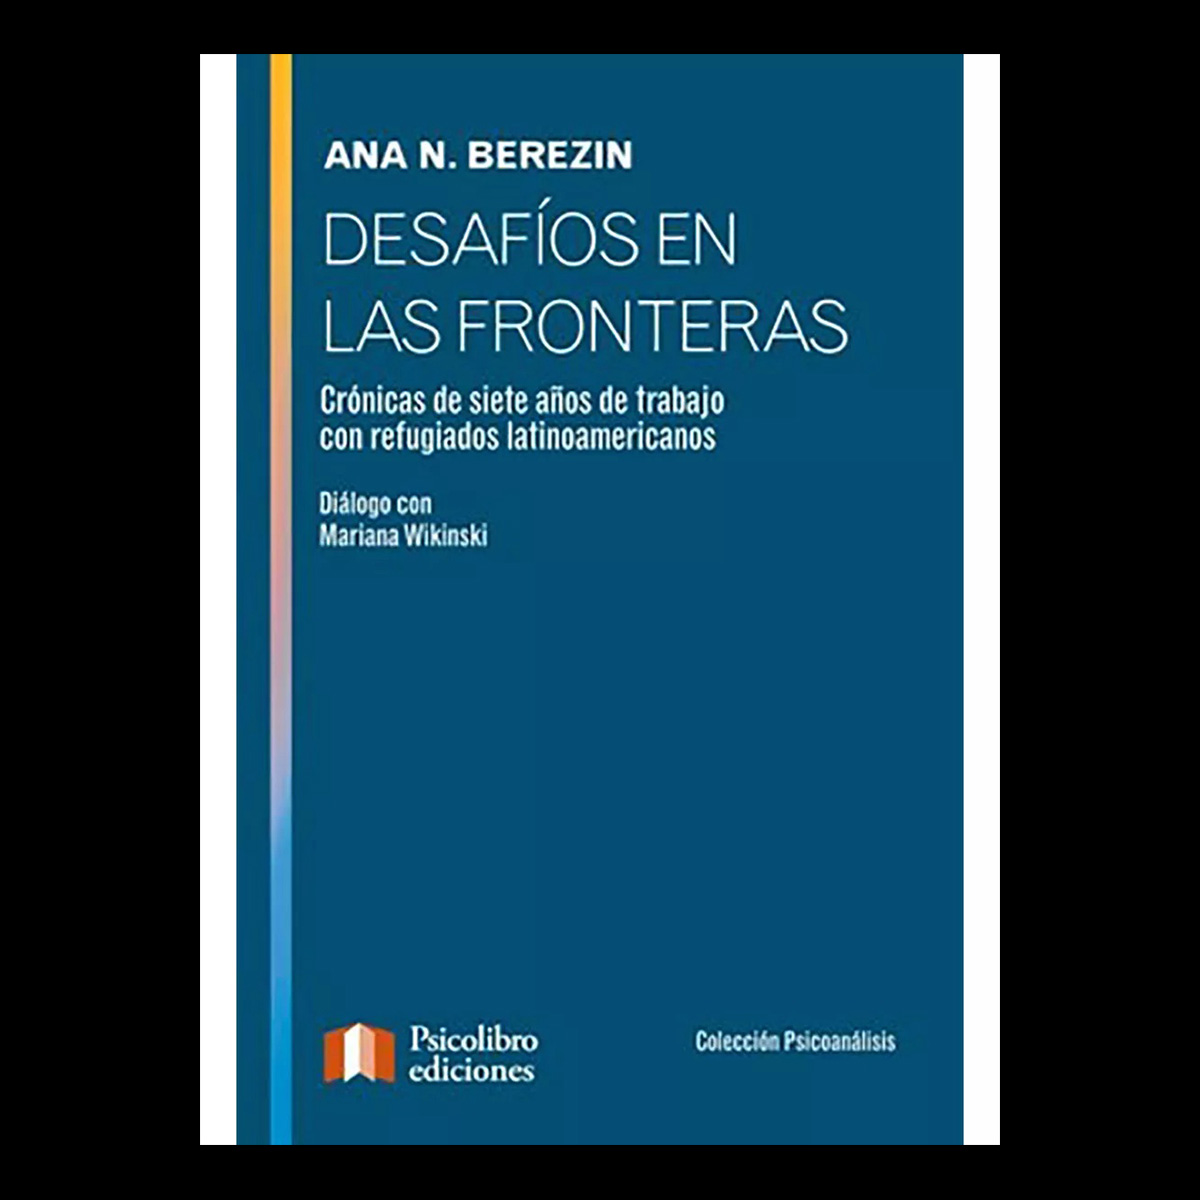 ANA N. BEREZIN
DESAFÍOS EN
LAS FRONTERAS
Crónicas de siete años de trabajo
con refugiados latinoamericanos
Diálogo con
Mariana Wikinski
Psicolibro
ediciones
Colección Psicoanálisis